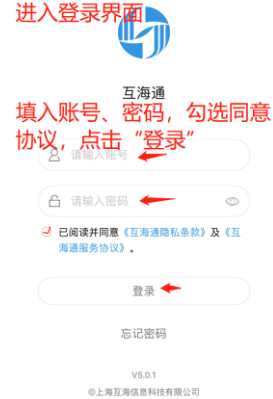 进入登录界面
互海通
填入账号、密码，勾选同意
协议，点击“登录”
请输入账号
请输入密码
已阅读并同意《互海通隐私条款》及《互
海通服务协议》。
登录
忘记密码
V5.0.1
©上海互海信息科技有限公司